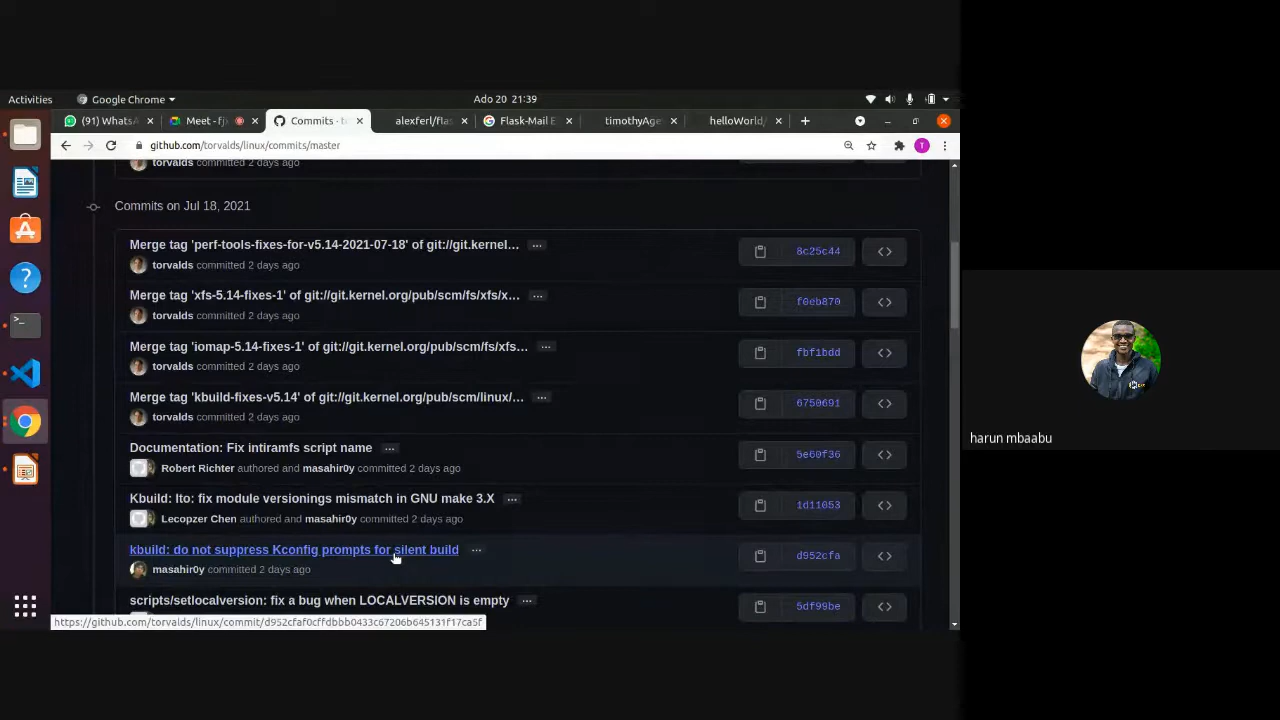 Activities Google Chrome Ado 20 21:39
(91) WhatsA Meet - fj Commits - t alexferl/flas Flask-Mail E timothyAge helloWorld/
github.com/torvalds/linux/commits/master T
torvalds committed 2 days ago
Commits on Jul 18, 2021
Merge tag 'perf-tools-fixes-for-v5.14-2021-07-18' of git://git.kernel… 8c25c44
torvalds committed 2 days ago
Merge tag 'xfs-5.14-fixes-1' of git://git.kernel.org/pub/scm/fs/xfs/x… f0eb870
torvalds committed 2 days ago
Merge tag 'iomap-5.14-fixes-1' of git://git.kernel.org/pub/scm/fs/xfs… fbf1bdd
torvalds committed 2 days ago
Merge tag 'kbuild-fixes-v5.14' of git://git.kernel.org/pub/scm/linux/… 6750691
torvalds committed 2 days ago
Documentation: Fix intiramfs script name 5e60f36
Robert Richter authored and masahir0y committed 2 days ago
Kbuild: lto: fix module versionings mismatch in GNU make 3.X 1d11053
Lecopzer Chen authored and masahir0y committed 2 days ago
kbuild: do not suppress Kconfig prompts for silent build d952cfa
masahir0y committed 2 days ago
scripts/setlocalversion: fix a bug when LOCALVERSION is empty 5df99be
https://github.com/torvalds/linux/commit/d952cfaf0cffdbbb0433c67206b645131f17ca5f
harun mbaabu